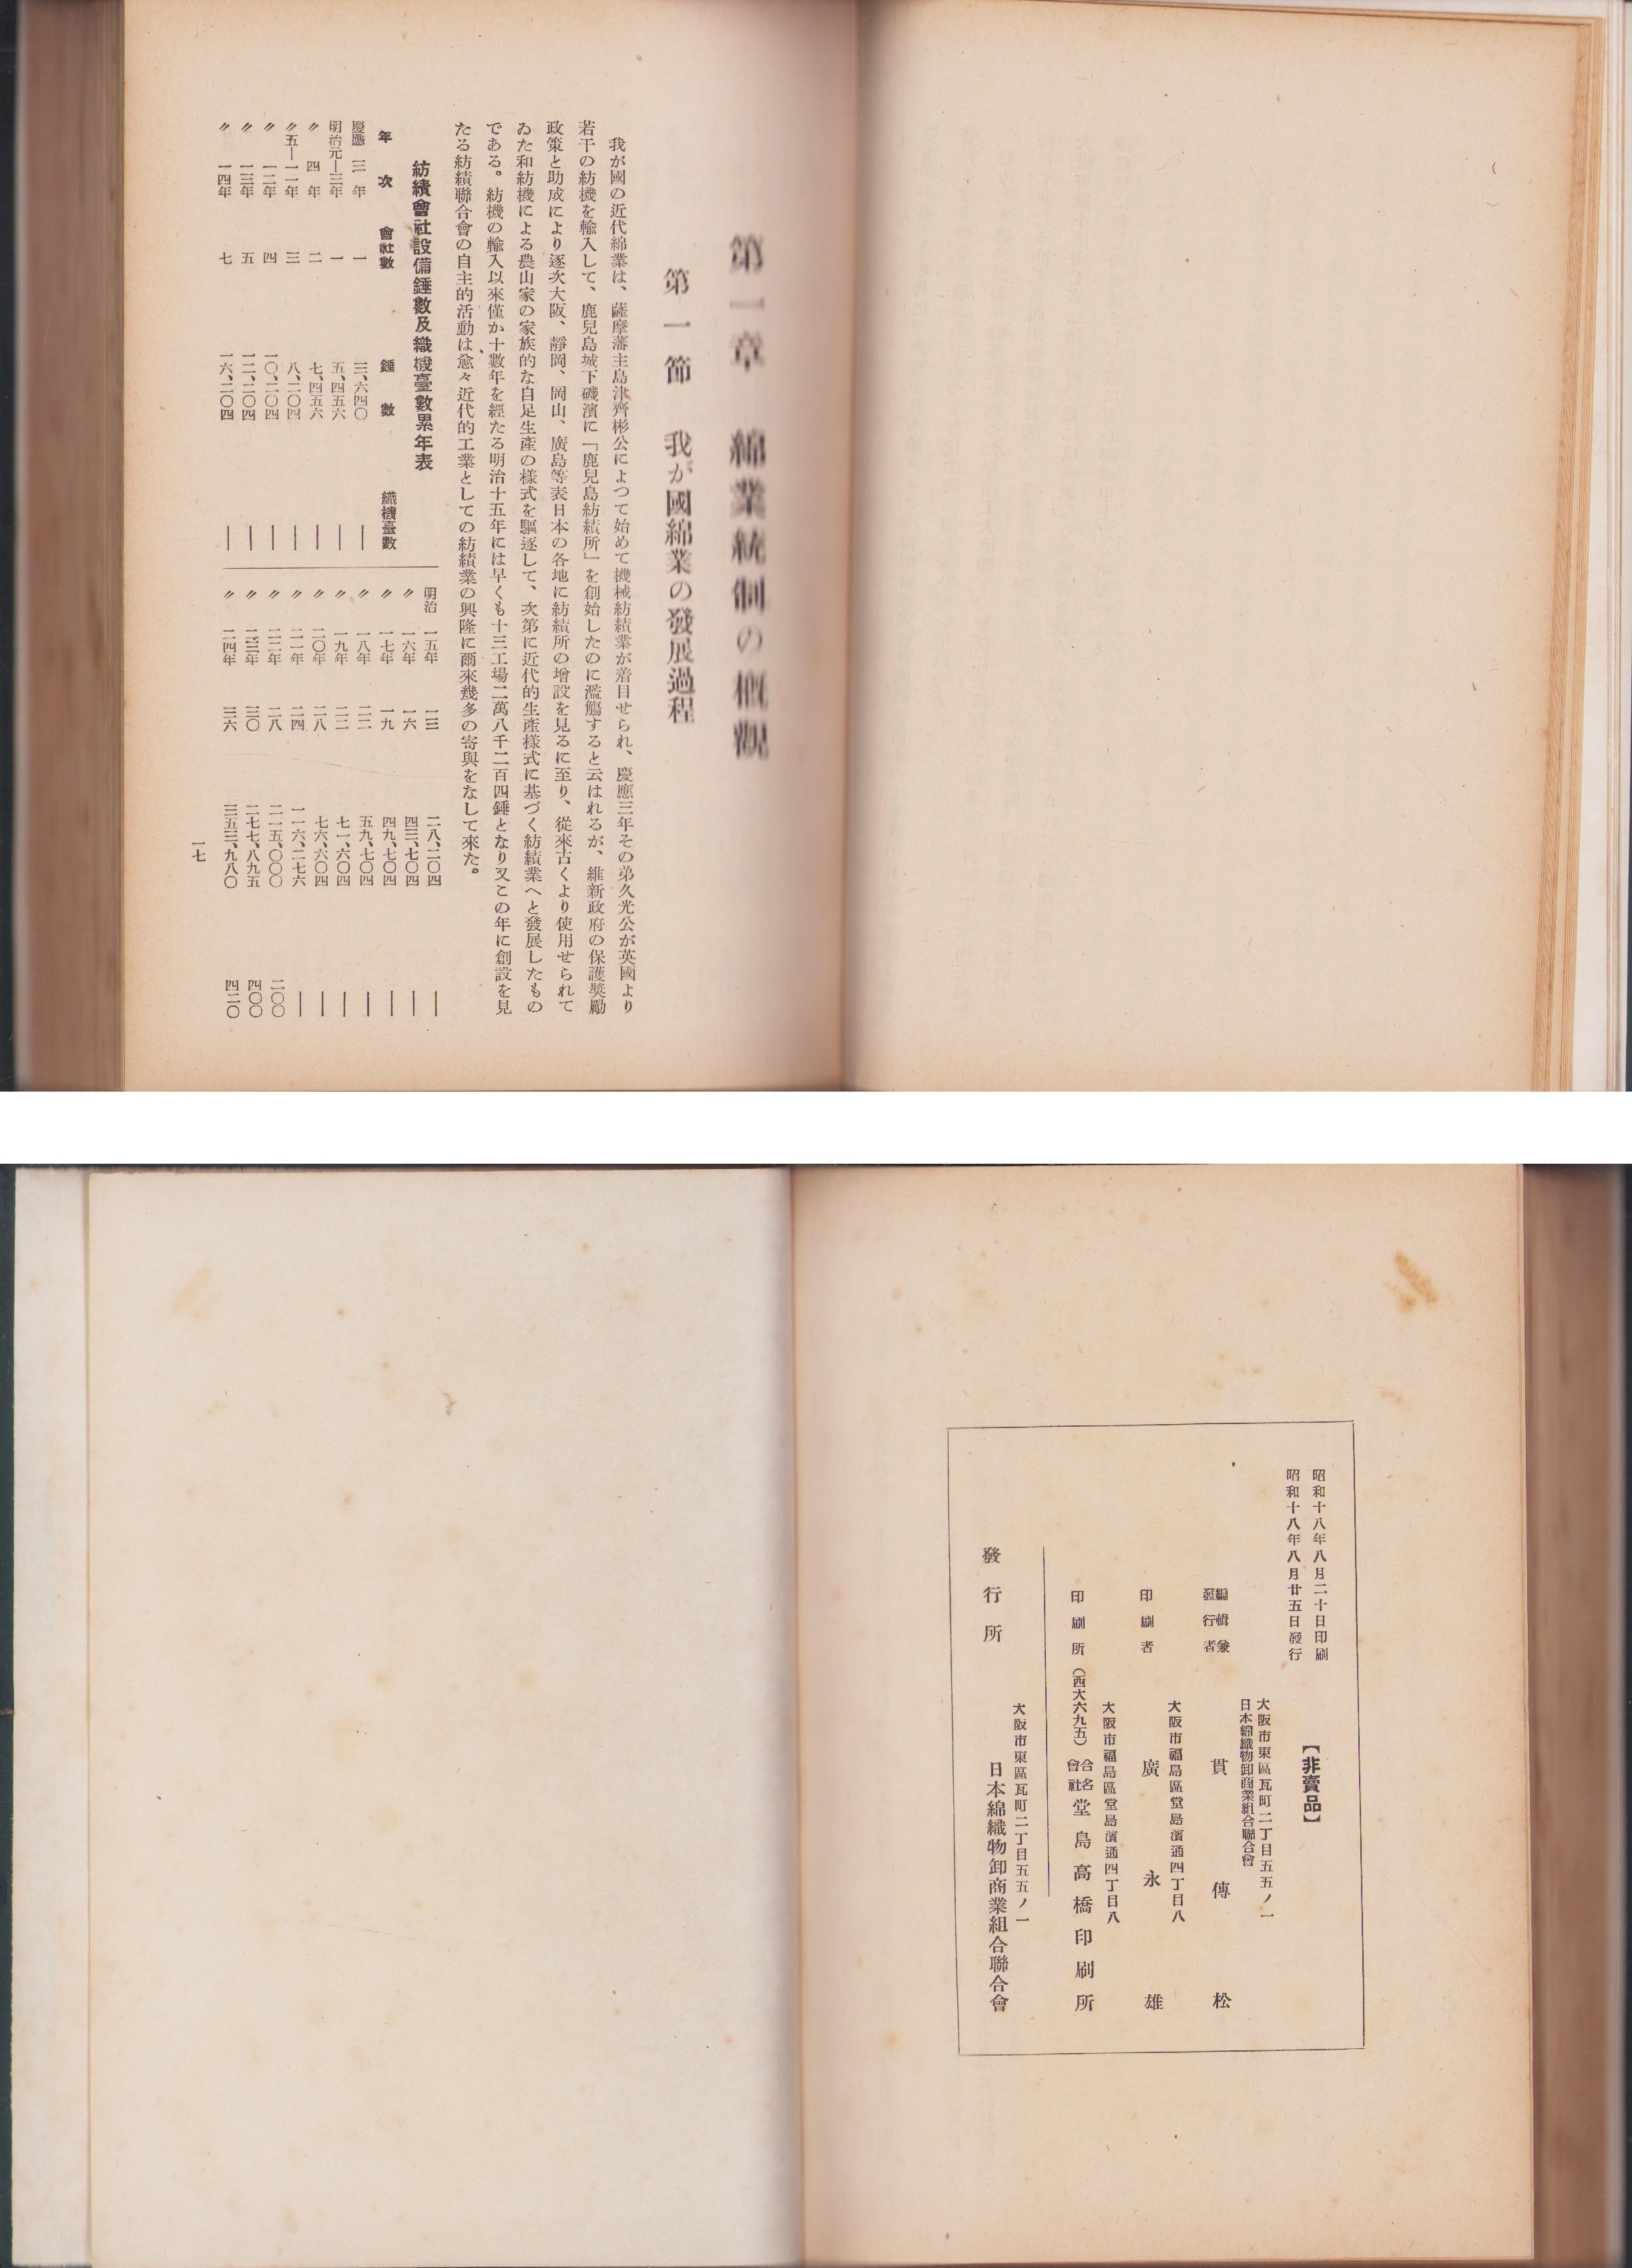 第一章　綿業統制の概觀
第一節　我が國綿業の發展過程
我が國の近代綿業は、薩摩藩主島津齊彬公によつて始めて機械紡績業が着目せられ、慶應三年その弟久光公が英國より
若干の紡機を輸入して、鹿兒島城下磯濱に「鹿兒島紡績所」を創始したのに濫觴すると云はれるが、維新政府の保護奬勵
政策と助成により逐次大阪、靜岡、岡山、廣島等表日本の各地に紡績所の增設を見るに至り、從來古くより使用せられて
ゐた和紡機による農山家の家族的な自足生產の樣式を驅逐して、次第に近代的生產樣式に基づく紡績業へと發展したもの
である。紡機の輸入以來僅か十數年を經たる明治十五年には早くも十三工場二萬八千二百四錘となり又この年に創設を見
たる紡績聯合會の自主的活動は愈々近代的工業としての紡績業の興隆に爾來幾多の寄與をなして來た。
紡績會社設備錘數及織機臺數累年表
年次　會社數　錘數　織機臺數
慶應三年　一　三、六四〇　―
明治元―三年　一　五、四五六　―
〃　四年　二　七、四五六　―
〃五―一一年　三　八、二〇四　―
〃　一二年　四　一〇、二〇四　―
〃　一三年　五　一二、二〇四　―
〃　一四年　七　一六、二〇四　―
明治　一五年　一三　二八、二〇四　―
〃　一六年　一六　四三、七〇四　―
〃　一七年　一九　四九、七〇四　―
〃　一八年　二二　五九、七〇四　―
〃　一九年　二二　七一、六〇四　―
〃　二〇年　二八　七六、六〇四　―
〃　二一年　二四　一一六、二七六　―
〃　二二年　二八　二一五、〇〇〇　二〇〇
〃　二三年　三〇　二七七、八九五　四〇〇
〃　二四年　三六　三五三、九八〇　四二〇
一七
昭和十八年八月二十日印刷
昭和十八年八月廿五日發行
【非賣品】
大阪市東區瓦町二丁目五五ノ一
日本綿織物卸商業組合聯合會
編輯兼
發行者　貫傳松
大阪市福島區堂島濱通四丁目八
印刷者　廣永雄
大阪市福島區堂島濱通四丁目八
印刷所（西大六九五）合名會社堂島高橋印刷所
大阪市東區瓦町二丁目五五ノ一
發行所　日本綿織物卸商業組合聯合會